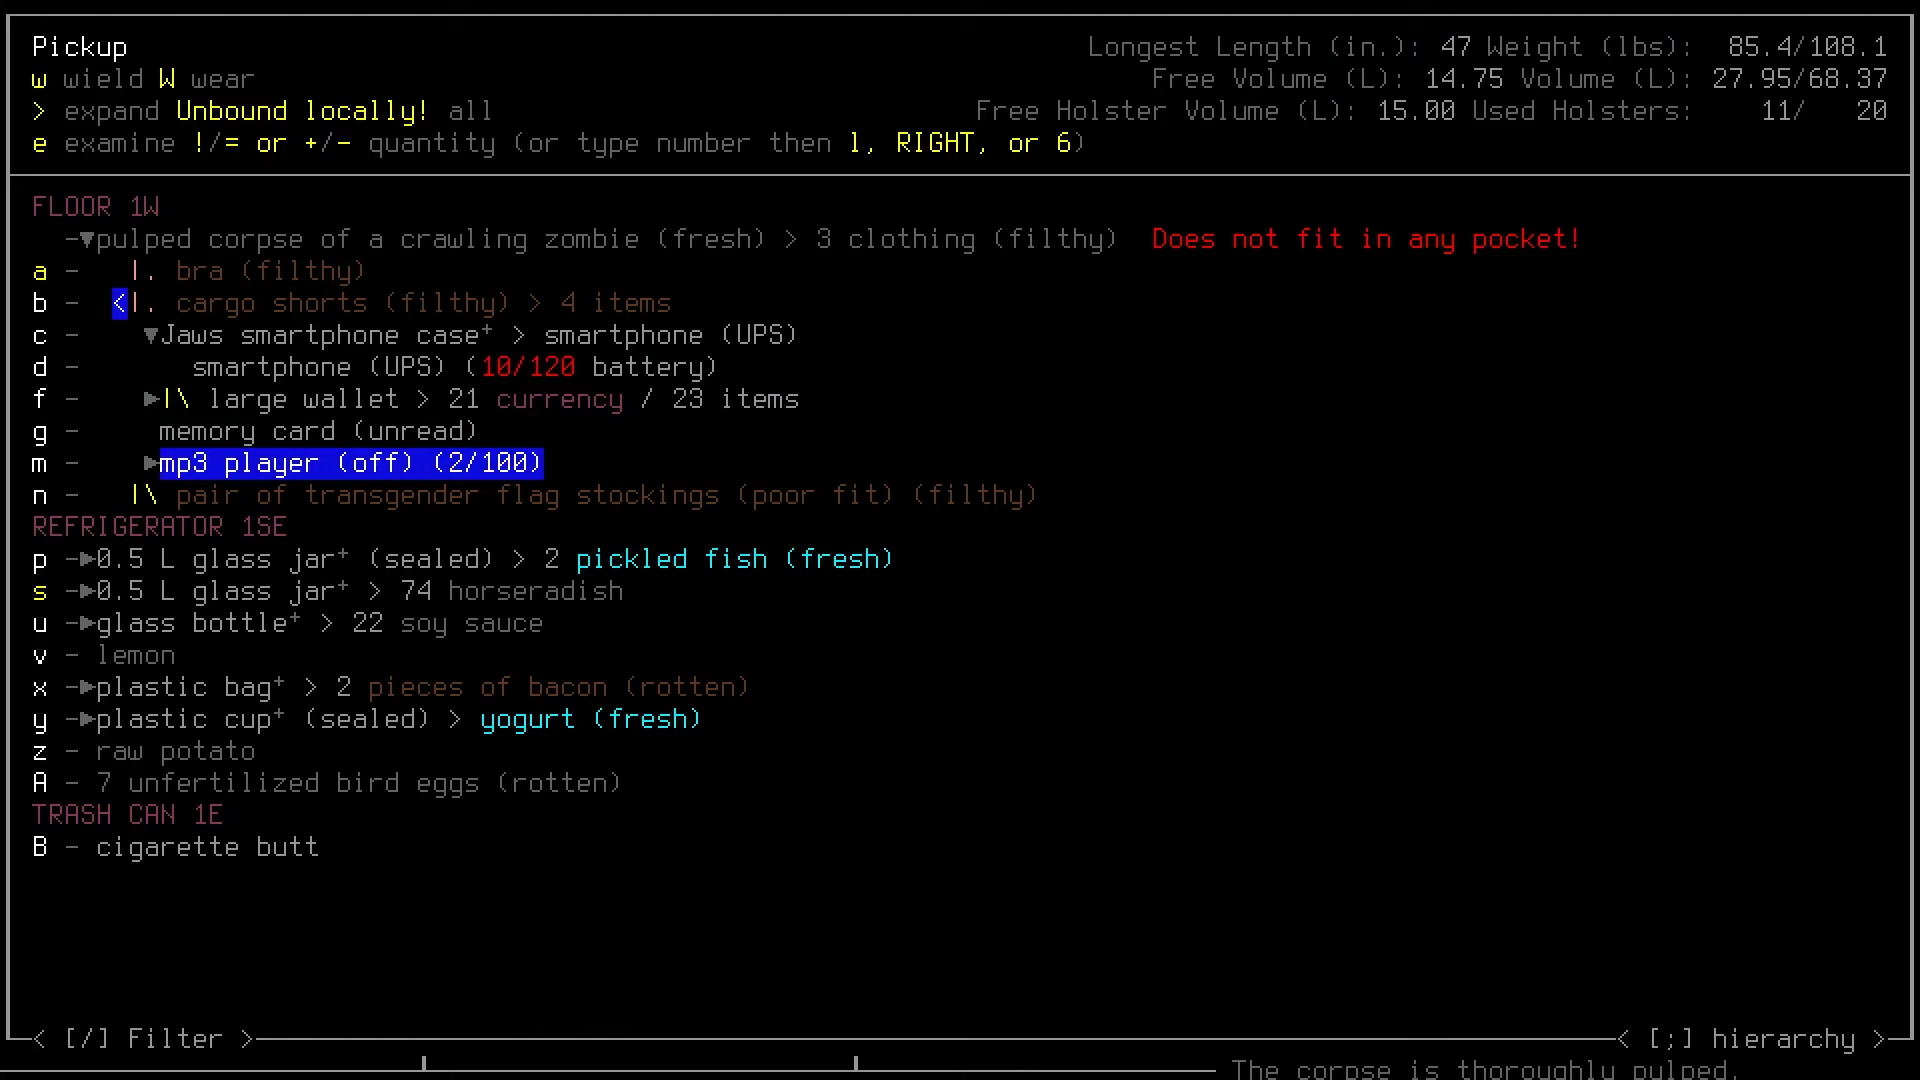 Pickup Longest Length (in.): 47 Weight (lbs): 85.4/108.1
w wield W wear Free Volume (L): 14.75 Volume (L): 27.95/68.37
> expand Unbound locally! all Free Holster Volume (L): 15.00 Used Holsters: 11/ 20
e examine !/= or +/- quantity (or type number then l, RIGHT, or 6)
FLOOR 1W
-▼pulped corpse of a crawling zombie (fresh) > 3 clothing (filthy) Does not fit in any pocket!
a - |. bra (filthy)
b - <|. cargo shorts (filthy) > 4 items
c - ▼Jaws smartphone case⁺ > smartphone (UPS)
d - smartphone (UPS) (10/120 battery)
f - ►|\ large wallet > 21 currency / 23 items
g - memory card (unread)
m - ►mp3 player (off) (2/100)
n - |\ pair of transgender flag stockings (poor fit) (filthy)
REFRIGERATOR 1SE
p -►0.5 L glass jar⁺ (sealed) > 2 pickled fish (fresh)
s -►0.5 L glass jar⁺ > 74 horseradish
u -►glass bottle⁺ > 22 soy sauce
v - lemon
x -►plastic bag⁺ > 2 pieces of bacon (rotten)
y -►plastic cup⁺ (sealed) > yogurt (fresh)
z - raw potato
A - 7 unfertilized bird eggs (rotten)
TRASH CAN 1E
B - cigarette butt
< [/] Filter > < [;] hierarchy >
The corpse is thoroughly pulped.